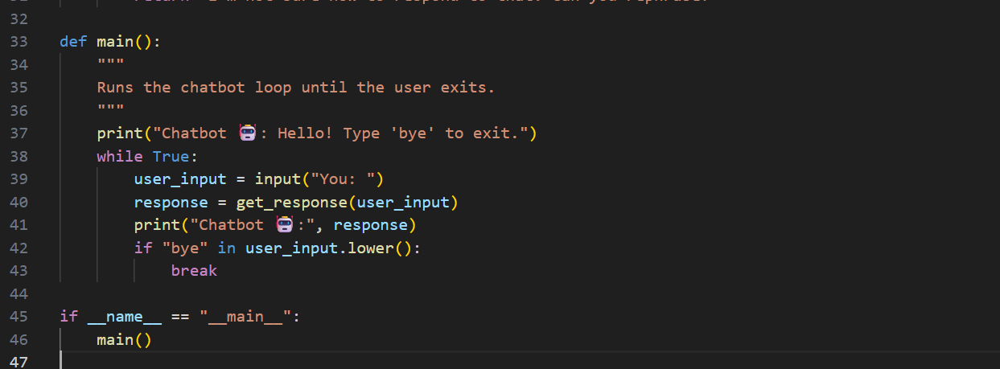 32
33 def main():
34     """
35     Runs the chatbot loop until the user exits.
36     """
37     print("Chatbot 🤖: Hello! Type 'bye' to exit.")
38     while True:
39         user_input = input("You: ")
40         response = get_response(user_input)
41         print("Chatbot 🤖:", response)
42         if "bye" in user_input.lower():
43             break
44
45 if __name__ == "__main__":
46     main()
47